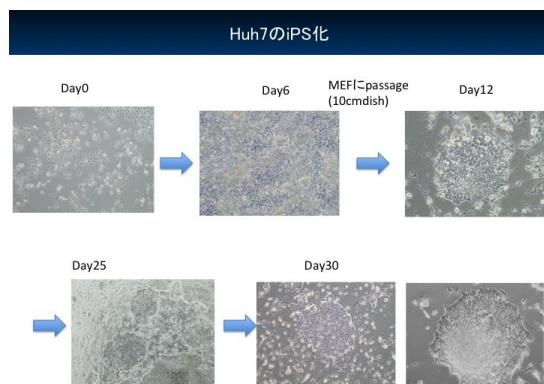 Huh7のiPS化
Day0
Day6
MEFにpassage
(10cmdish)
Day12
Day25
Day30